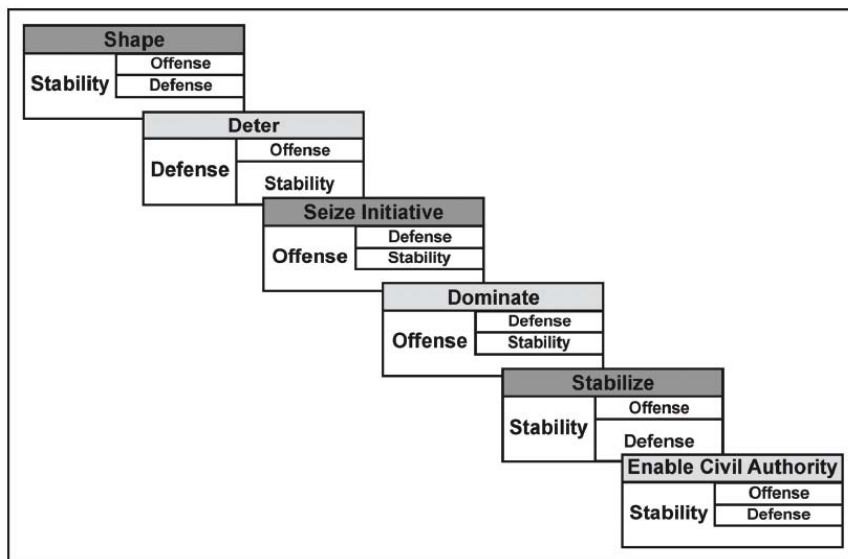 Shape
Stability
Offense
Defense
Deter
Defense
Offense
Stability
Seize Initiative
Offense
Defense
Stability
Dominate
Offense
Defense
Stability
Stabilize
Stability
Offense
Defense
Enable Civil Authority
Stability
Offense
Defense